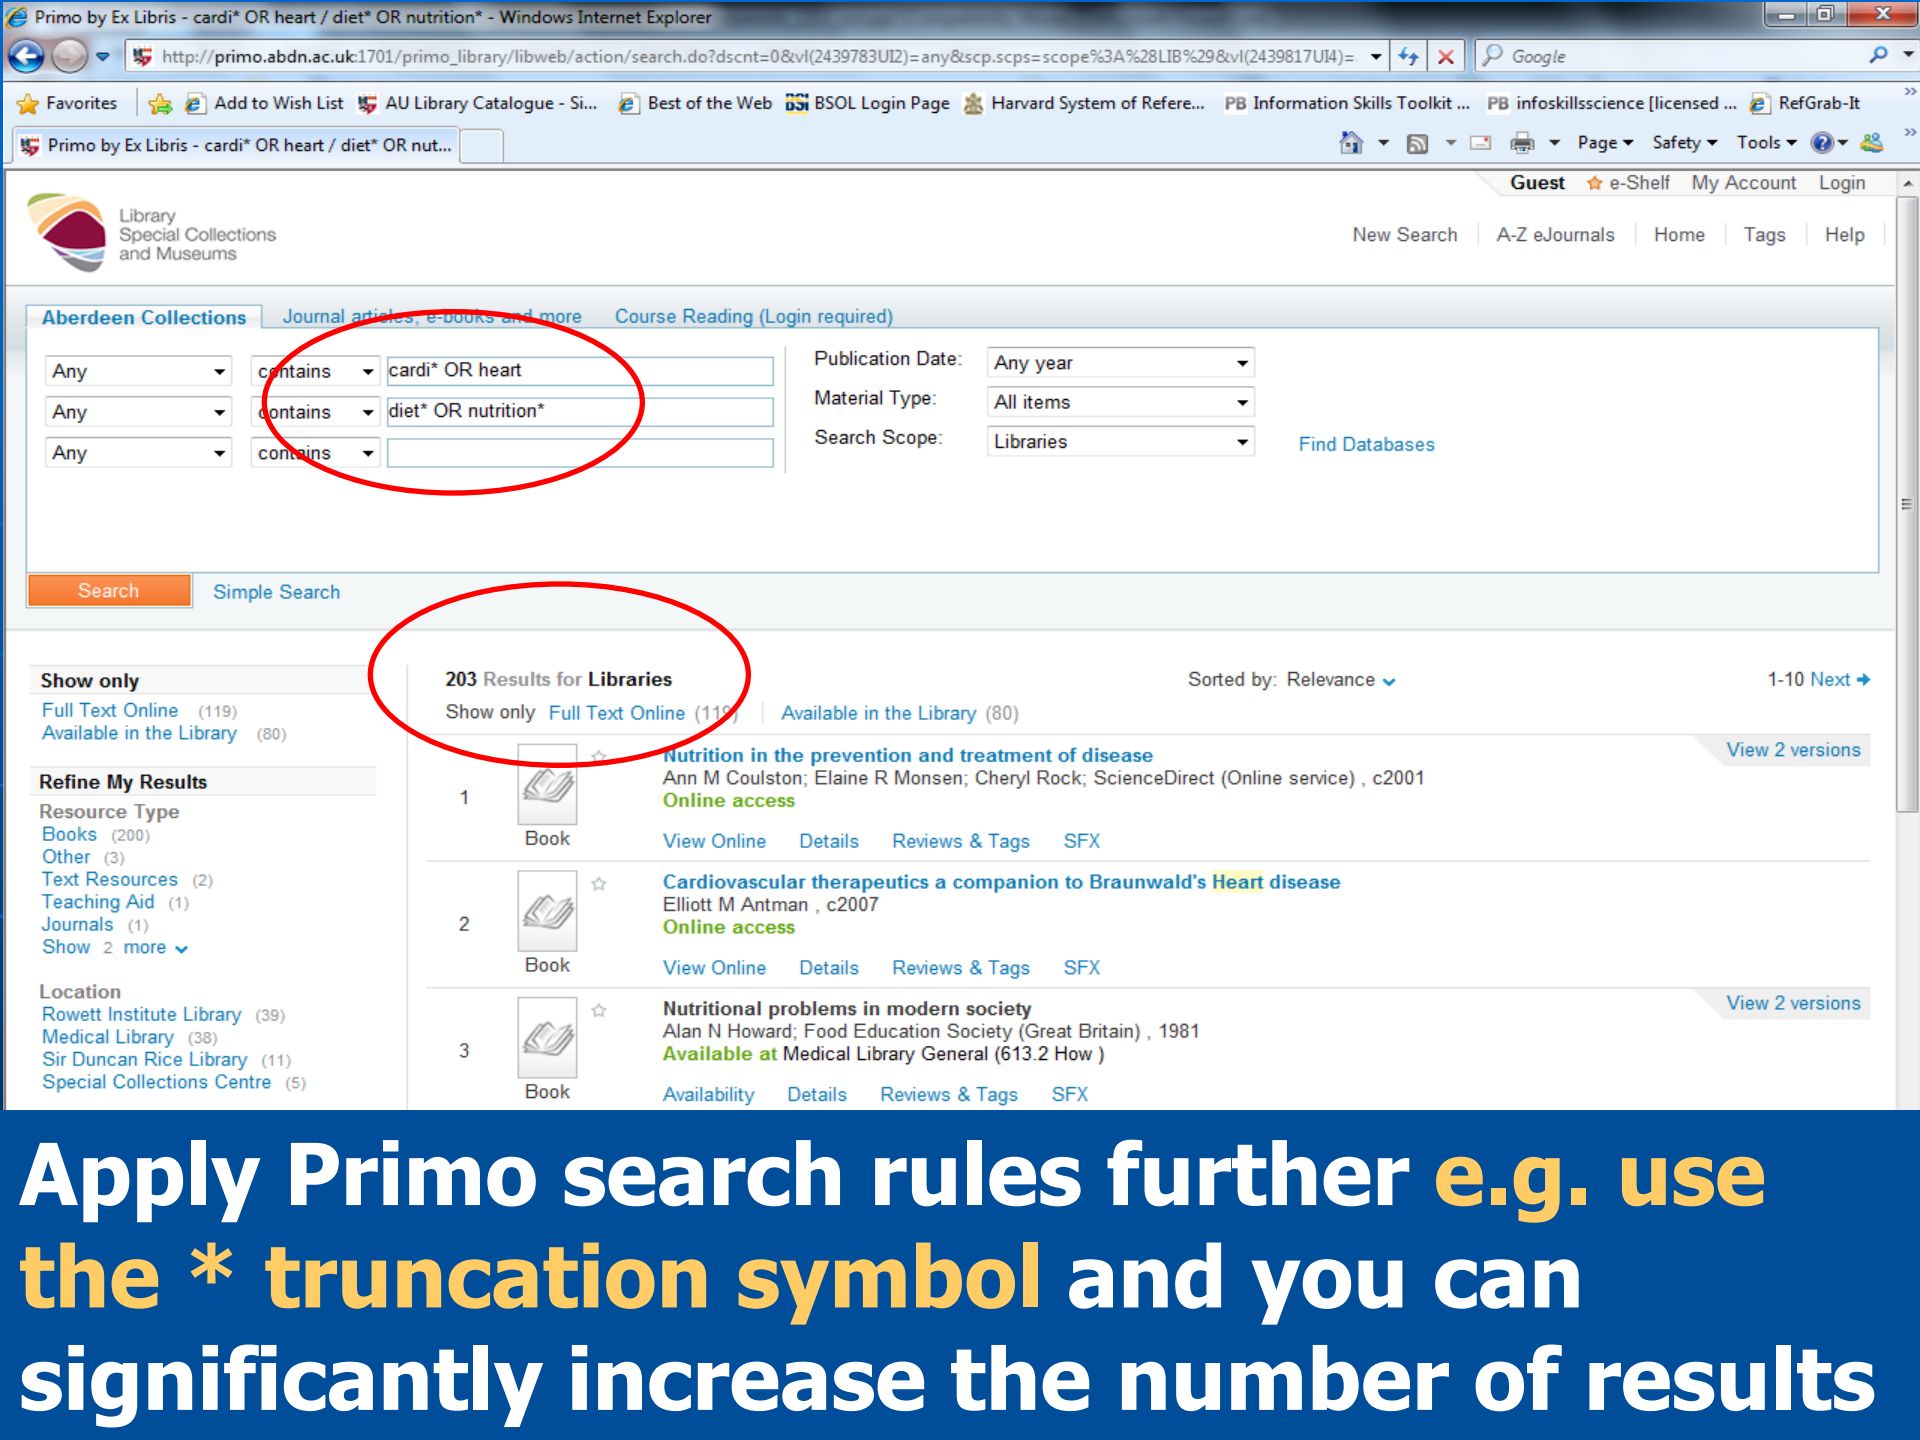 Primo by Ex Libris - cardi* OR heart / diet* OR nutrition* - Windows Internet Explorer
http://primo.abdn.ac.uk:1701/primo_library/libweb/action/search.do?dscnt=0&vl(2439783UI2)=any&scp.scps=scope%3A%28LIB%29&vl(2439817UI4)= Google
Favorites Add to Wish List AU Library Catalogue - Si... Best of the Web BSI BSOL Login Page Harvard System of Refere... PB Information Skills Toolkit ... PB infoskillsscience [licensed ... RefGrab-It
Primo by Ex Libris - cardi* OR heart / diet* OR nut... Page Safety Tools
Guest e-Shelf My Account Login
Library
Special Collections
and Museums
New Search A-Z eJournals Home Tags Help
Aberdeen Collections Journal articles, e-books and more Course Reading (Login required)
Any contains cardi* OR heart Publication Date: Any year
Any contains diet* OR nutrition* Material Type: All items
Any contains Search Scope: Libraries Find Databases
Search Simple Search
Show only
Full Text Online (119)
Available in the Library (80)
Refine My Results
Resource Type
Books (200)
Other (3)
Text Resources (2)
Teaching Aid (1)
Journals (1)
Show 2 more
Location
Rowett Institute Library (39)
Medical Library (38)
Sir Duncan Rice Library (11)
Special Collections Centre (5)
203 Results for Libraries Sorted by: Relevance 1-10 Next
Show only Full Text Online (119) Available in the Library (80)
1 Book
Nutrition in the prevention and treatment of disease View 2 versions
Ann M Coulston; Elaine R Monsen; Cheryl Rock; ScienceDirect (Online service) , c2001
Online access
View Online Details Reviews & Tags SFX
2 Book
Cardiovascular therapeutics a companion to Braunwald's Heart disease
Elliott M Antman , c2007
Online access
View Online Details Reviews & Tags SFX
3 Book
Nutritional problems in modern society View 2 versions
Alan N Howard; Food Education Society (Great Britain) , 1981
Available at Medical Library General (613.2 How )
Availability Details Reviews & Tags SFX
Apply Primo search rules further e.g. use
the * truncation symbol and you can
significantly increase the number of results